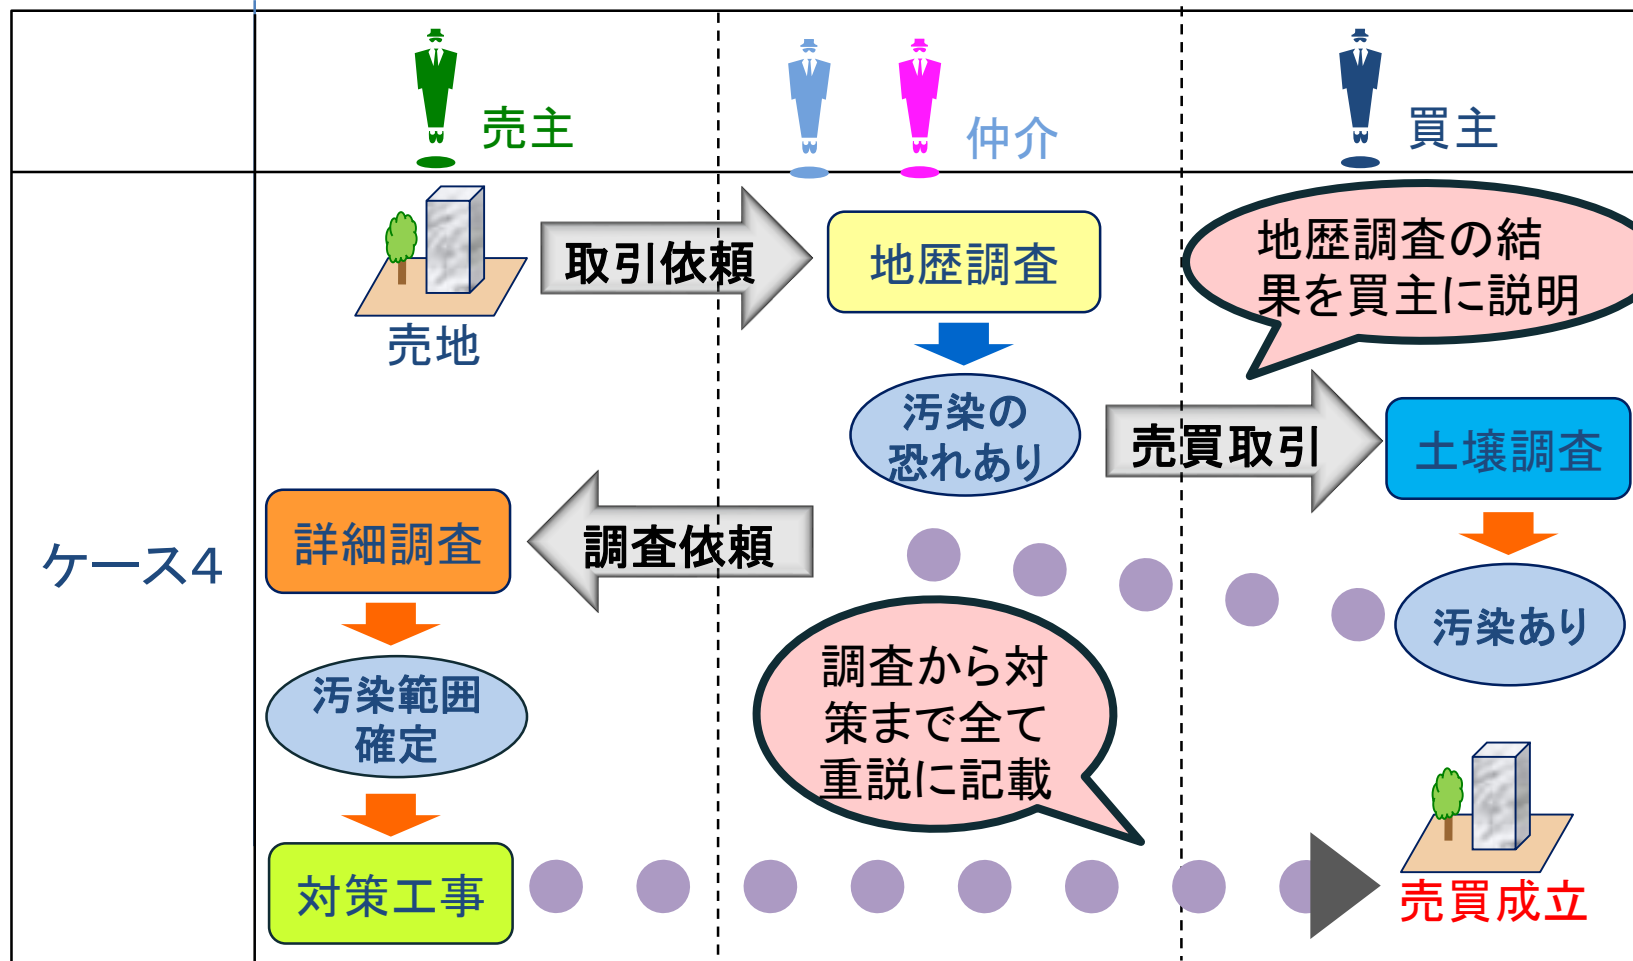 売主
仲介
買主
ケース4
売地
取引依頼
地歴調査
地歴調査の結
果を買主に説明
汚染の
恐れあり
売買取引
土壌調査
詳細調査
調査依頼
汚染あり
汚染範囲
確定
調査から対
策まで全て
重説に記載
対策工事
売買成立